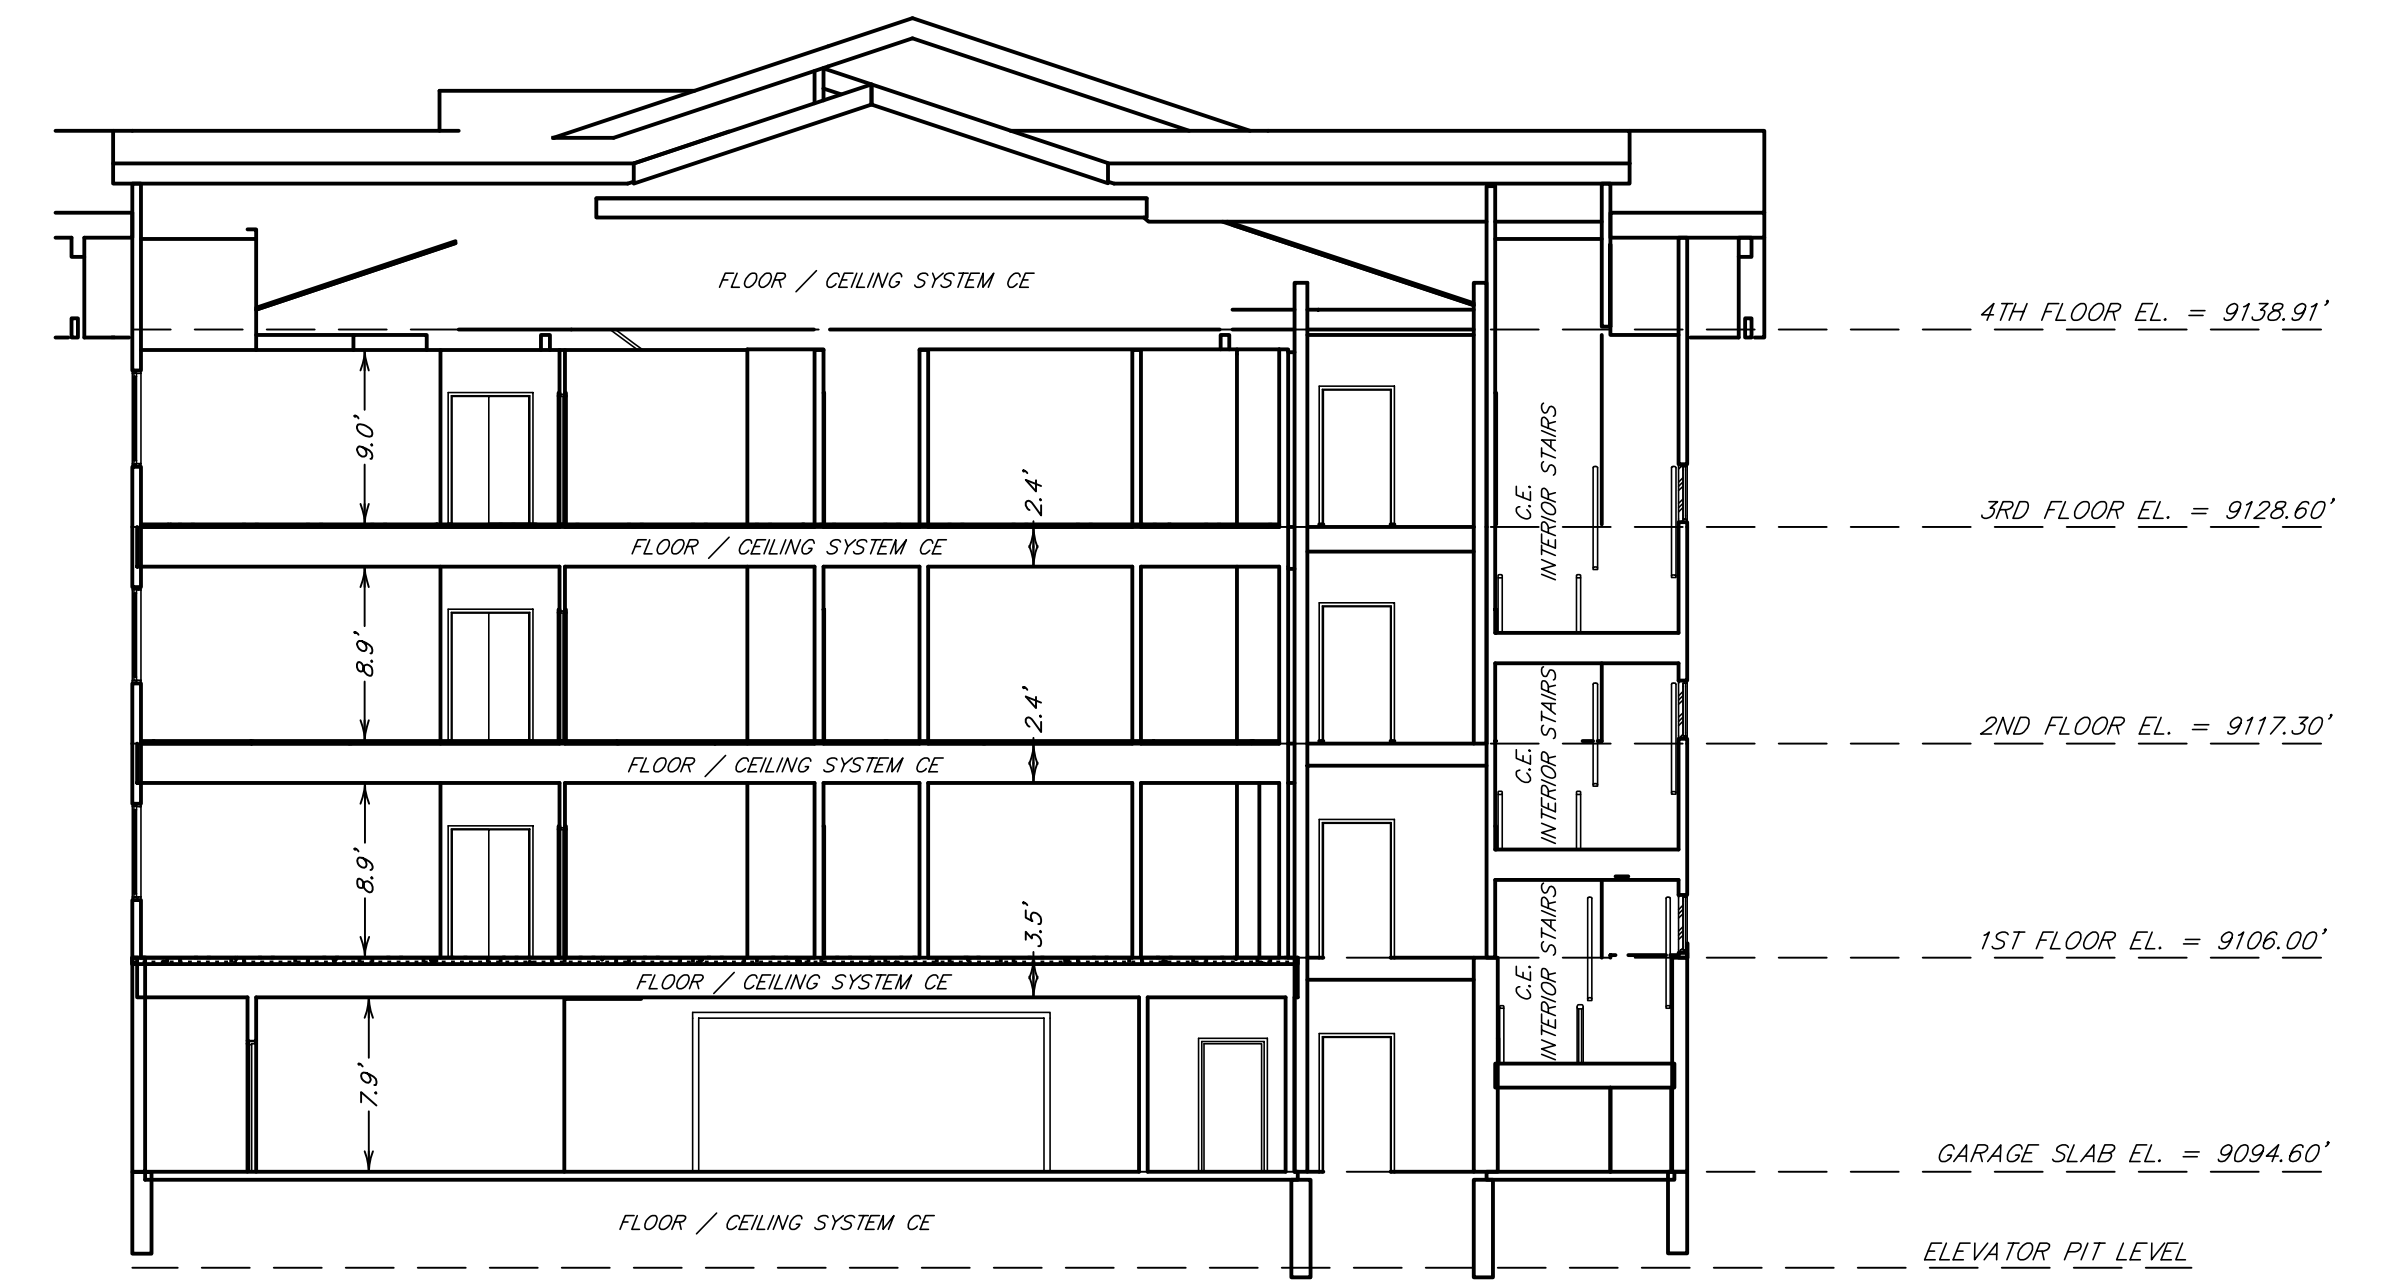 FLOOR / CEILING SYSTEM CE
4TH FLOOR EL. = 9138.91'
9.0'
2.4'
C.E.
INTERIOR STAIRS
3RD FLOOR EL. = 9128.60'
FLOOR / CEILING SYSTEM CE
8.9'
2.4'
C.E.
INTERIOR STAIRS
2ND FLOOR EL. = 9117.30'
FLOOR / CEILING SYSTEM CE
8.9'
3.5'
C.E.
INTERIOR STAIRS
1ST FLOOR EL. = 9106.00'
FLOOR / CEILING SYSTEM CE
7.9'
GARAGE SLAB EL. = 9094.60'
FLOOR / CEILING SYSTEM CE
ELEVATOR PIT LEVEL